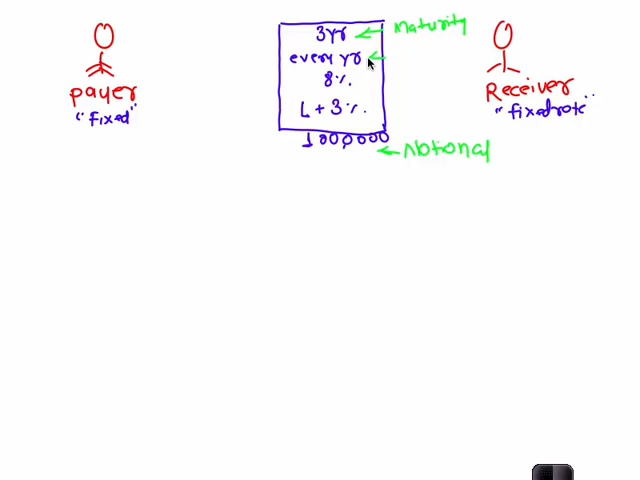 3yr ← maturity
every yr ←
8%
L + 3%
1000000
← Notional
Payer
"fixed"
Receiver
"fixed rate"